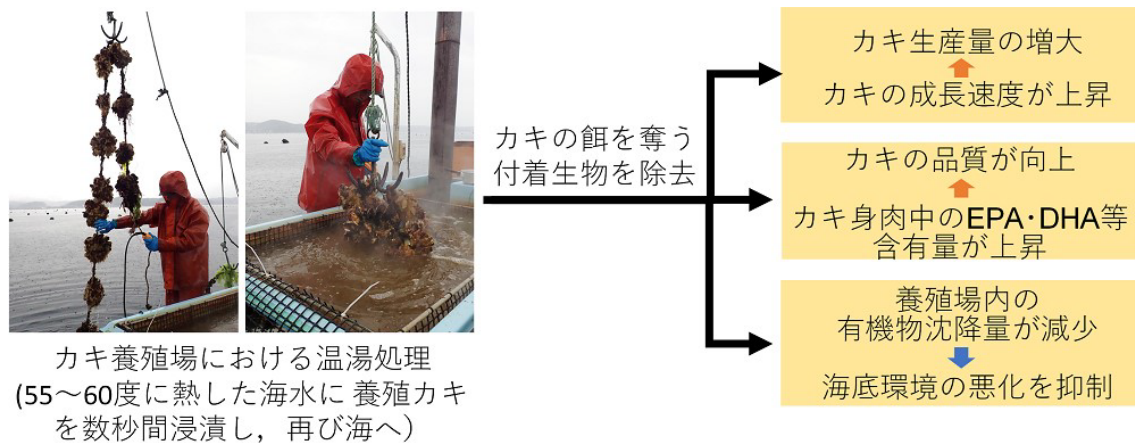 カキ養殖場における温湯処理
(55～60度に熱した海水に 養殖カキ
を数秒間浸漬し，再び海へ）
カキの餌を奪う
付着生物を除去
カキ生産量の増大
カキの成長速度が上昇
カキの品質が向上
カキ身肉中のEPA･DHA等
含有量が上昇
養殖場内の
有機物沈降量が減少
海底環境の悪化を抑制